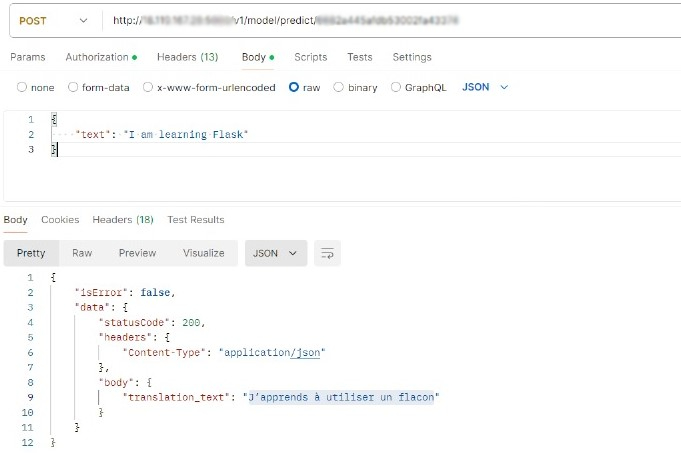 POST http:// v1/model/predict/
Params Authorization Headers (13) Body Scripts Tests Settings
none form-data x-www-form-urlencoded raw binary GraphQL JSON
1 {
2 ····"text":·"I·am·learning·Flask"
3 }
Body Cookies Headers (18) Test Results
Pretty Raw Preview Visualize JSON
1 {
2 "isError": false,
3 "data": {
4 "statusCode": 200,
5 "headers": {
6 "Content-Type": "application/json"
7 },
8 "body": {
9 "translation_text": "J’apprends à utiliser un flacon"
10 }
11 }
12 }